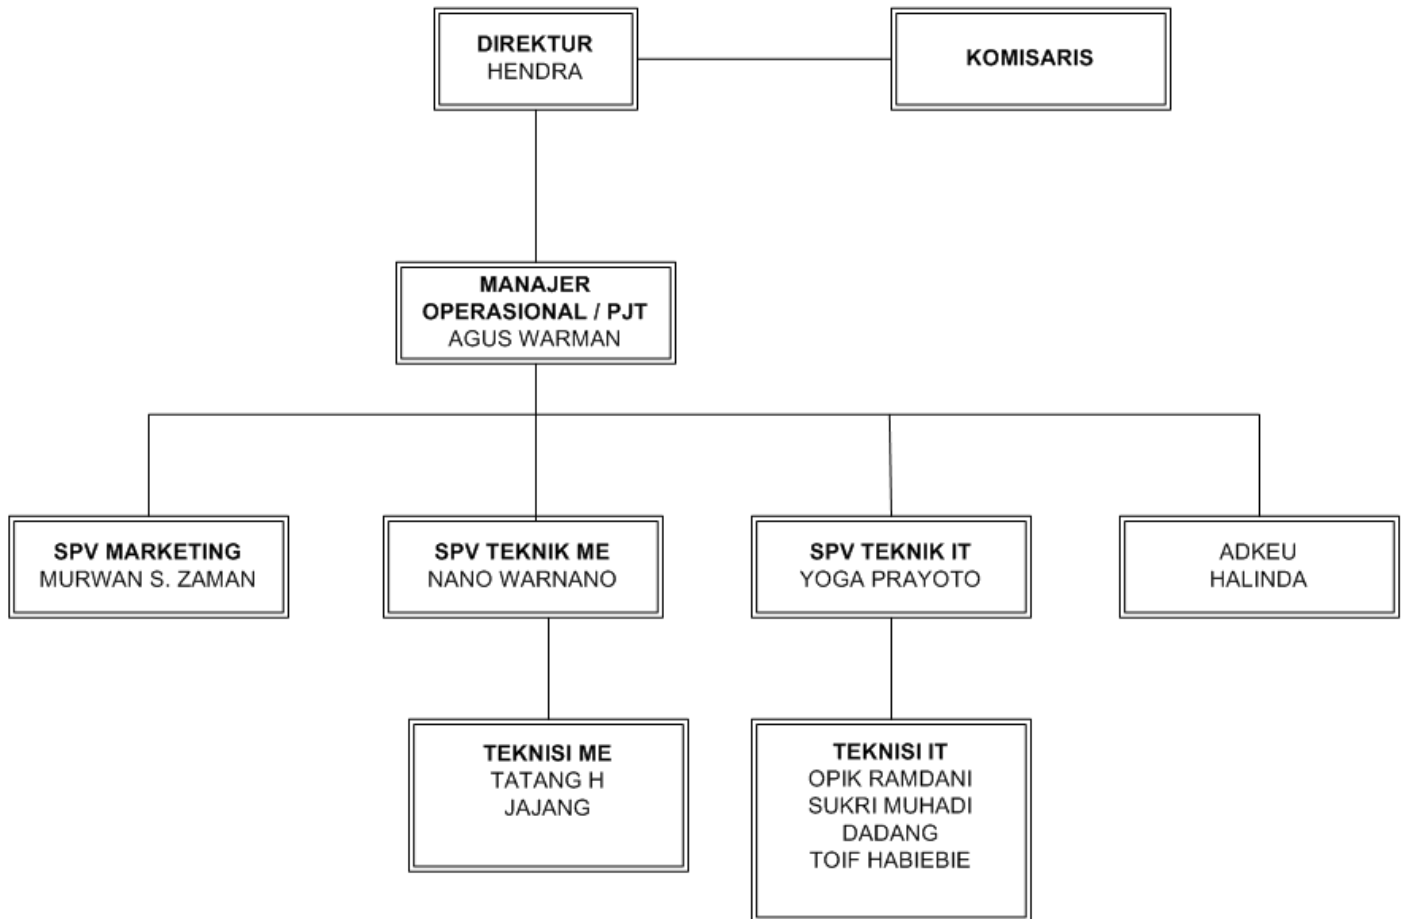 DIREKTUR
HENDRA
KOMISARIS
MANAJER
OPERASIONAL / PJT
AGUS WARMAN
SPV MARKETING
MURWAN S. ZAMAN
SPV TEKNIK ME
NANO WARNANO
SPV TEKNIK IT
YOGA PRAYOTO
ADKEU
HALINDA
TEKNISI ME
TATANG H
JAJANG
TEKNISI IT
OPIK RAMDANI
SUKRI MUHADI
DADANG
TOIF HABIEBIE